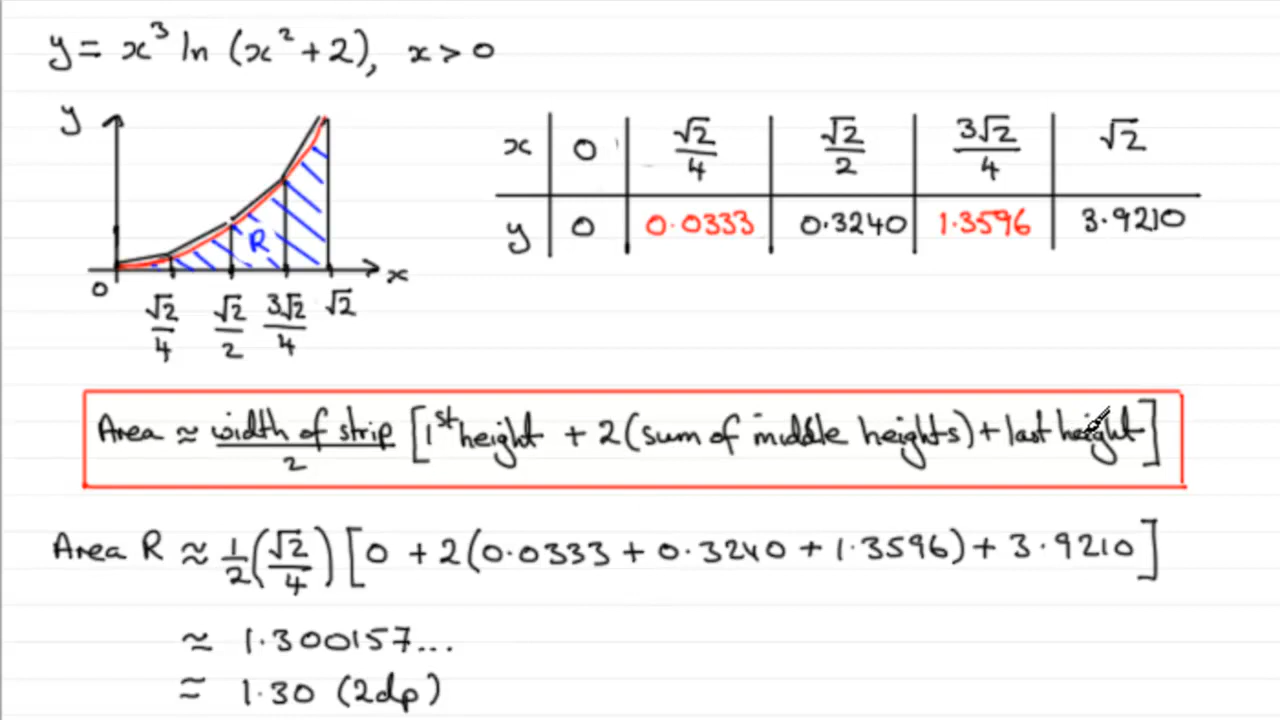 y = x³ ln (x² + 2), x > 0
y
R
0
x
√2/4 √2/2 3√2/4 √2
x 0 √2/4 √2/2 3√2/4 √2
y 0 0.0333 0.3240 1.3596 3.9210
Area ≈ width of strip/2 [1st height + 2 (sum of middle heights) + last height]
Area R ≈ 1/2 (√2/4) [0 + 2(0.0333 + 0.3240 + 1.3596) + 3.9210]
≈ 1.300157...
≈ 1.30 (2dp)